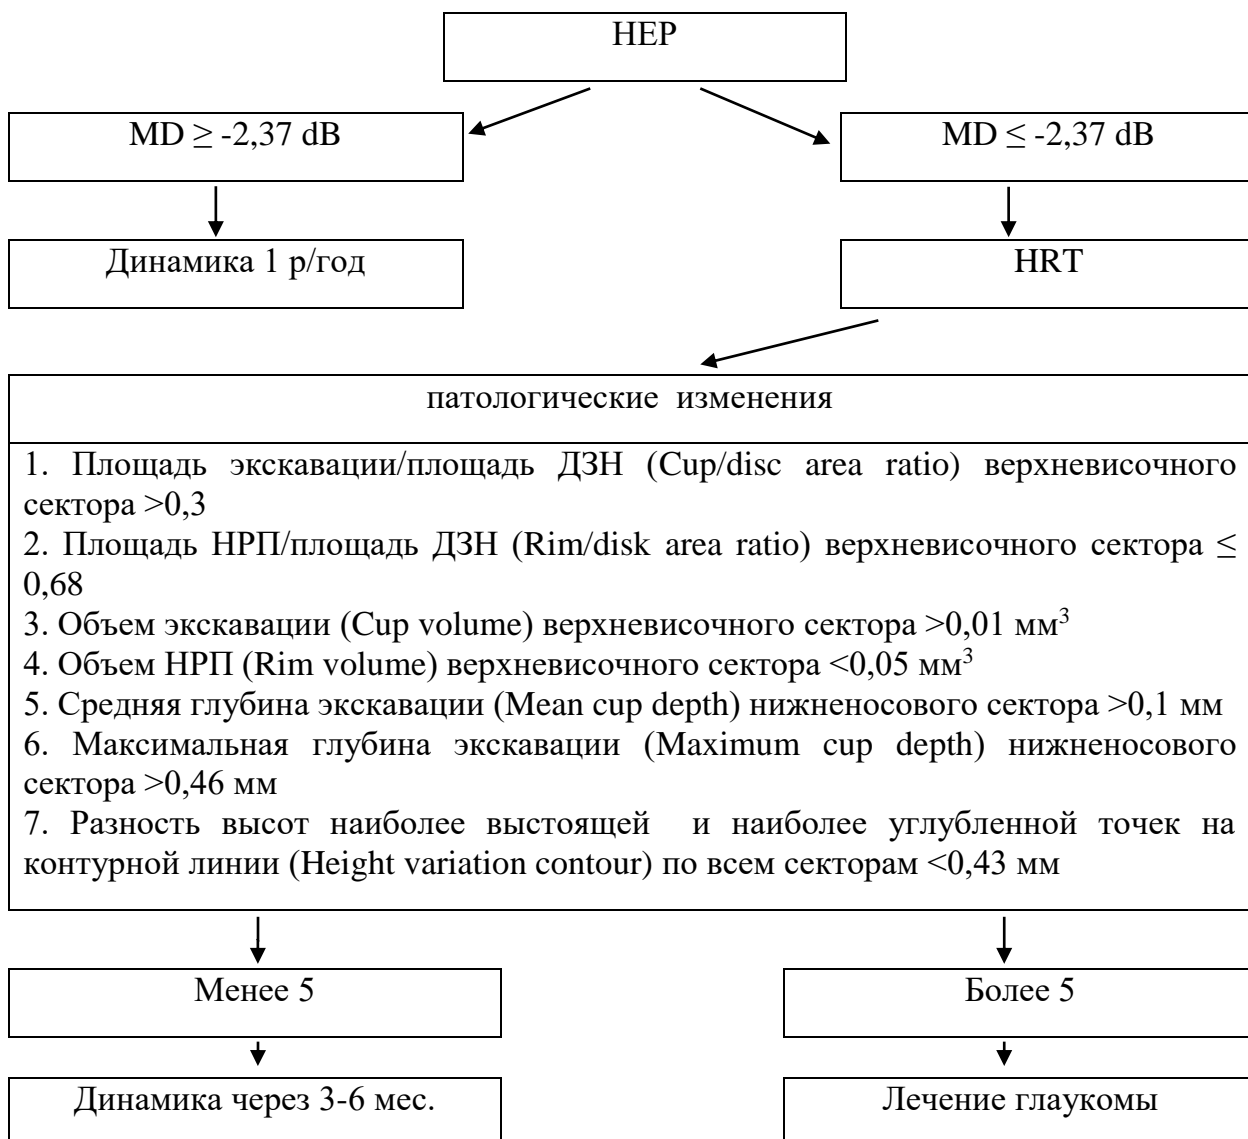 HEP
MD ≥ -2,37 dB
MD ≤ -2,37 dB
Динамика 1 р/год
HRT
патологические изменения
1. Площадь экскавации/площадь ДЗН (Cup/disc area ratio) верхневисочного
сектора >0,3
2. Площадь НРП/площадь ДЗН (Rim/disk area ratio) верхневисочного сектора ≤
0,68
3. Объем экскавации (Cup volume) верхневисочного сектора >0,01 мм³
4. Объем НРП (Rim volume) верхневисочного сектора <0,05 мм³
5. Средняя глубина экскавации (Mean cup depth) нижненосового сектора >0,1 мм
6. Максимальная глубина экскавации (Maximum cup depth) нижненосового
сектора >0,46 мм
7. Разность высот наиболее выстоящей и наиболее углубленной точек на
контурной линии (Height variation contour) по всем секторам <0,43 мм
Менее 5
Более 5
Динамика через 3-6 мес.
Лечение глаукомы